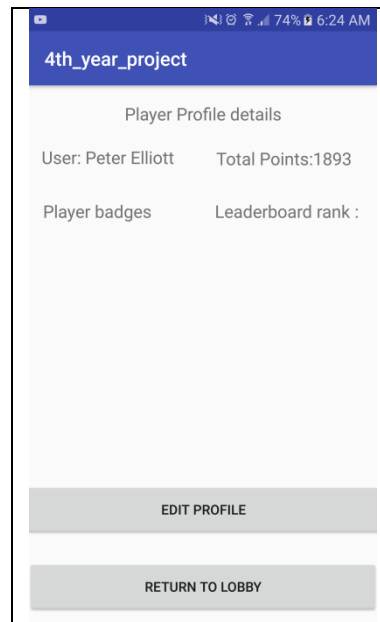 74% 6:24 AM
4th_year_project
Player Profile details
User: Peter Elliott Total Points:1893
Player badges Leaderboard rank :
EDIT PROFILE
RETURN TO LOBBY